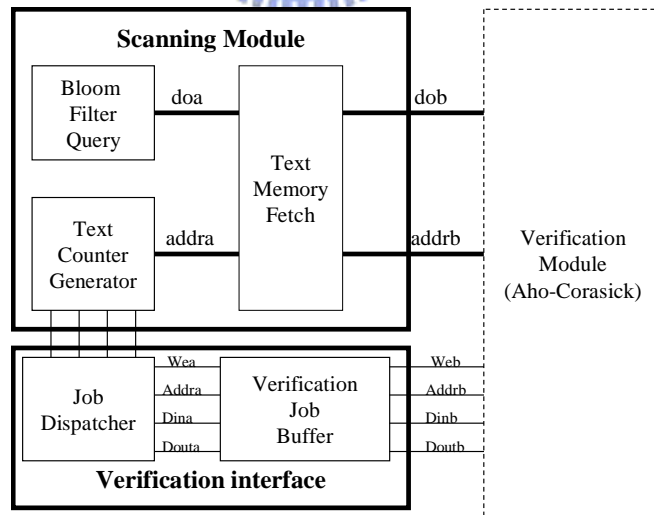 Scanning Module
Bloom
Filter
Query
doa
dob
Text
Memory
Fetch
Text
Counter
Generator
addra
addrb
Verification
Module
(Aho-Corasick)
Job
Dispatcher
Wea
Addra
Dina
Douta
Verification
Job
Buffer
Web
Addrb
Dinb
Doutb
Verification interface